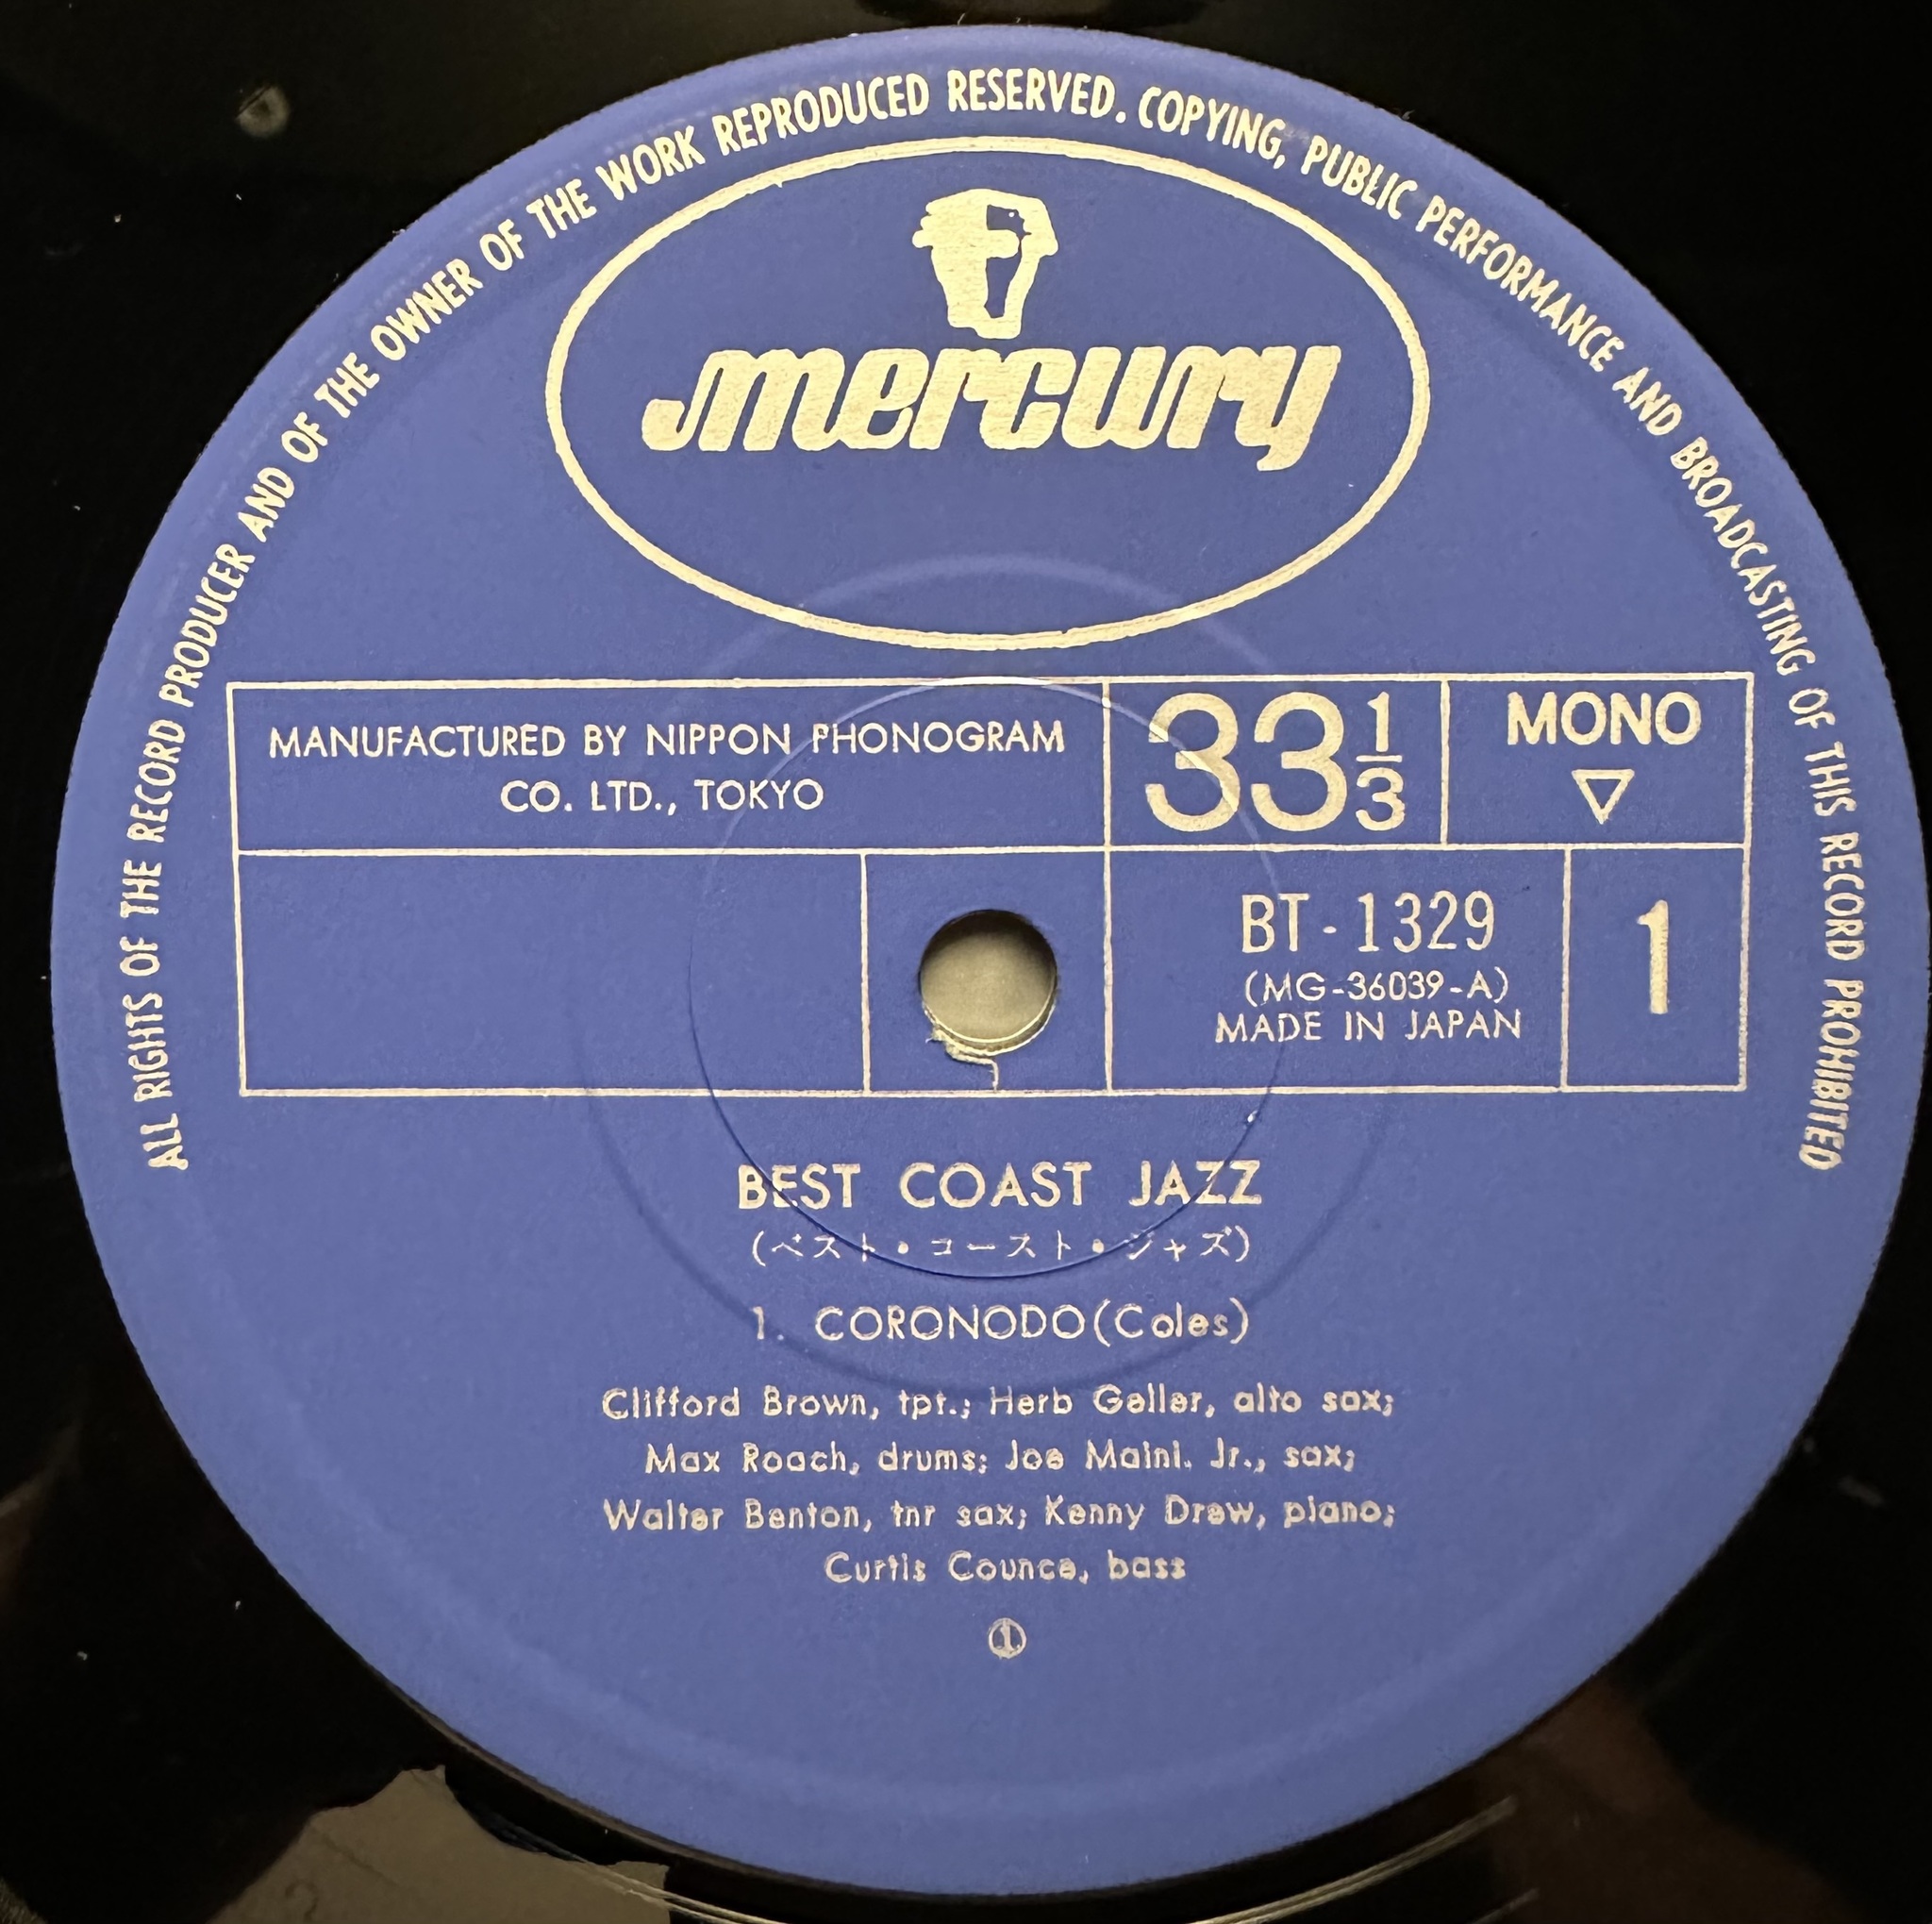 ALL RIGHTS OF THE RECORD PRODUCER AND OF THE OWNER OF THE WORK REPRODUCED RESERVED. COPYING, PUBLIC PERFORMANCE AND BROADCASTING OF THIS RECORD PROHIBITED
mercury
MANUFACTURED BY NIPPON PHONOGRAM
CO. LTD., TOKYO
33 1/3
MONO
▽
BT-1329
(MG-36039-A)
MADE IN JAPAN
1
BEST COAST JAZZ
(ベスト・コースト・ジャズ)
1. CORONODO(Coles)
Clifford Brown, tpt.; Herb Geller, alto sax;
Max Roach, drums; Joe Maini. Jr., sax;
Walter Benton, tnr sax; Kenny Drew, piano;
Curtis Counce, bass
①